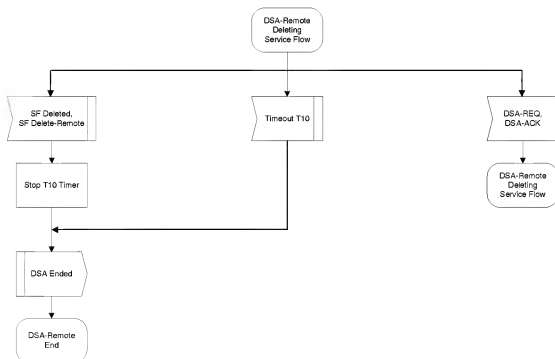 DSA-Remote
Deleting
Service Flow
SF Deleted,
SF Delete-Remote
Timeout T10
DSA-REQ,
DSA-ACK
Stop T10 Timer
DSA-Remote
Deleting
Service Flow
DSA Ended
DSA-Remote
End